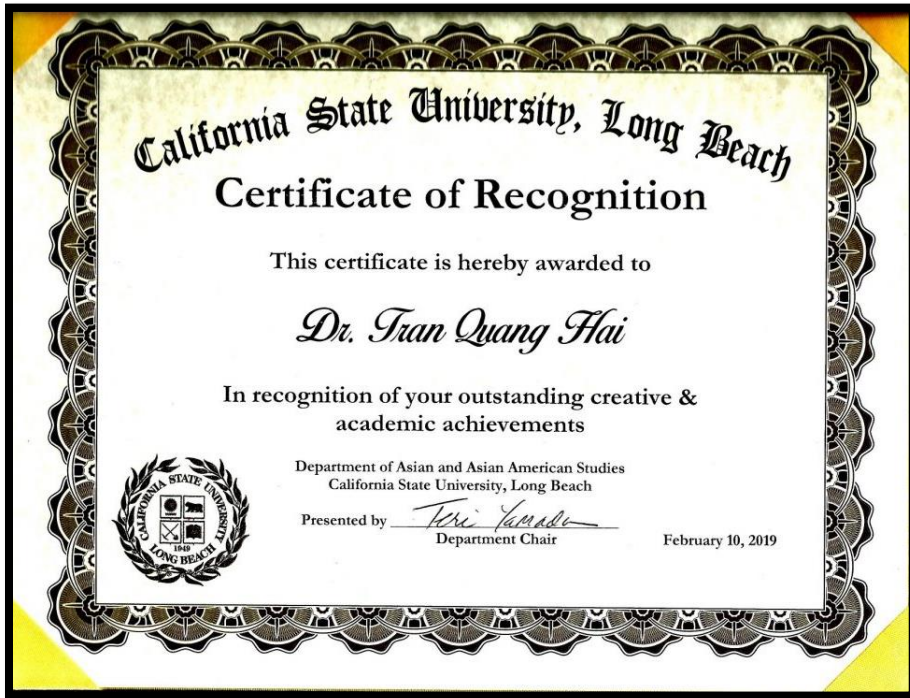 California State University, Long Beach
Certificate of Recognition
This certificate is hereby awarded to
Dr. Tran Quang Hai
In recognition of your outstanding creative &
academic achievements
Department of Asian and Asian American Studies
California State University, Long Beach
Presented by Teri Yamada
Department Chair
February 10, 2019
CALIFORNIA STATE UNIVERSITY
1949
LONG BEACH